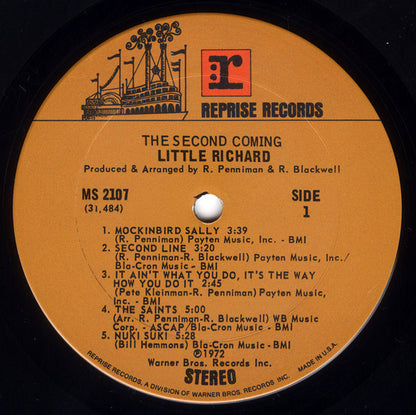 r
REPRISE RECORDS
THE SECOND COMING
LITTLE RICHARD
Produced & Arranged by R. Penniman & R. Blackwell
MS 2107
SIDE
(31,484)
1
1. MOCKINBIRD SALLY 3:39
(R. Penniman) Payten Music, Inc. - BMI
2. SECOND LINE 3:20
(R. Penniman-R. Blackwell) Payten Music, Inc./
Bla-Cron Music - BMI
3. IT AIN'T WHAT YOU DO, IT'S THE WAY
HOW YOU DO IT 2:45
(Pete Kleinman-R. Penniman) Payten Music,
Inc. - BMI
4. THE SAINTS 5:00
(Arr. R. Penniman-R. Blackwell) WB Music
Corp. - ASCAP/Bla-Cron Music - BMI
5. NUKI SUKI 5:28
(Bill Hemmons) Bla-Cron Music - BMI
℗1972
Warner Bros. Records Inc.
STEREO
REPRISE RECORDS, A DIVISION OF WARNER BROS. RECORDS, INC. MADE IN U.S.A.